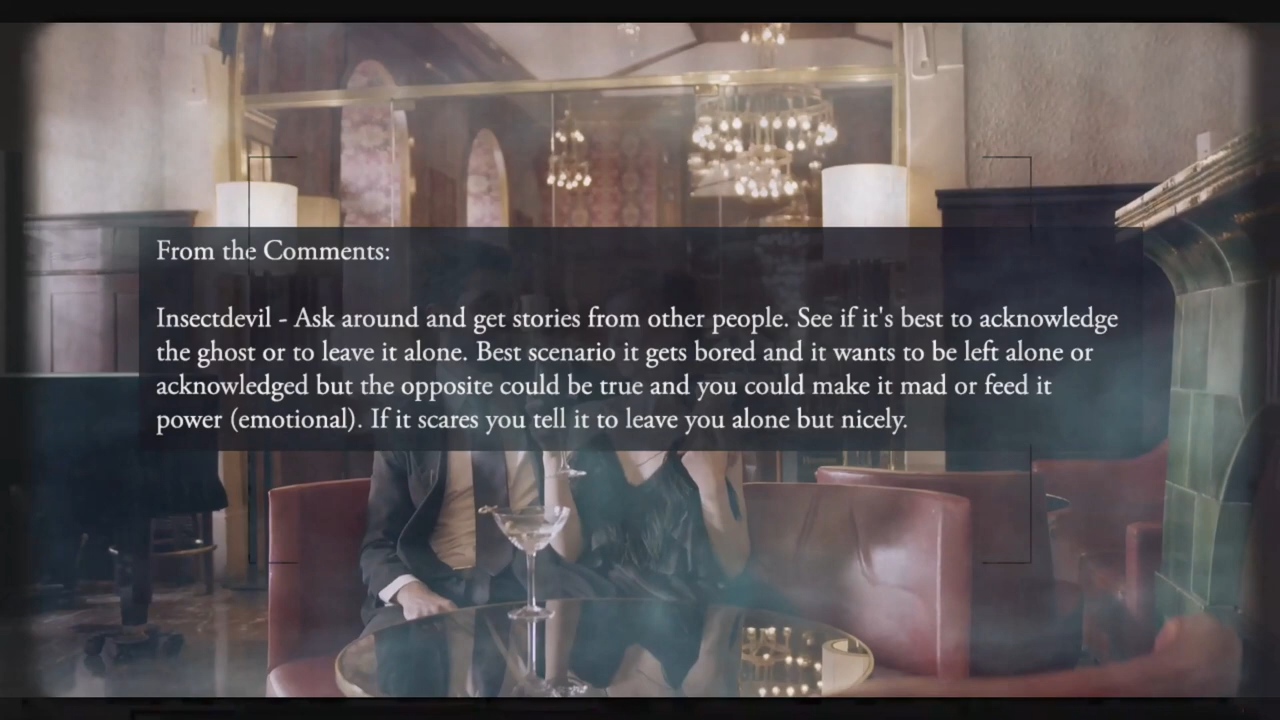 From the Comments:
Insectdevil - Ask around and get stories from other people. See if it's best to acknowledge
the ghost or to leave it alone. Best scenario it gets bored and it wants to be left alone or
acknowledged but the opposite could be true and you could make it mad or feed it
power (emotional). If it scares you tell it to leave you alone but nicely.